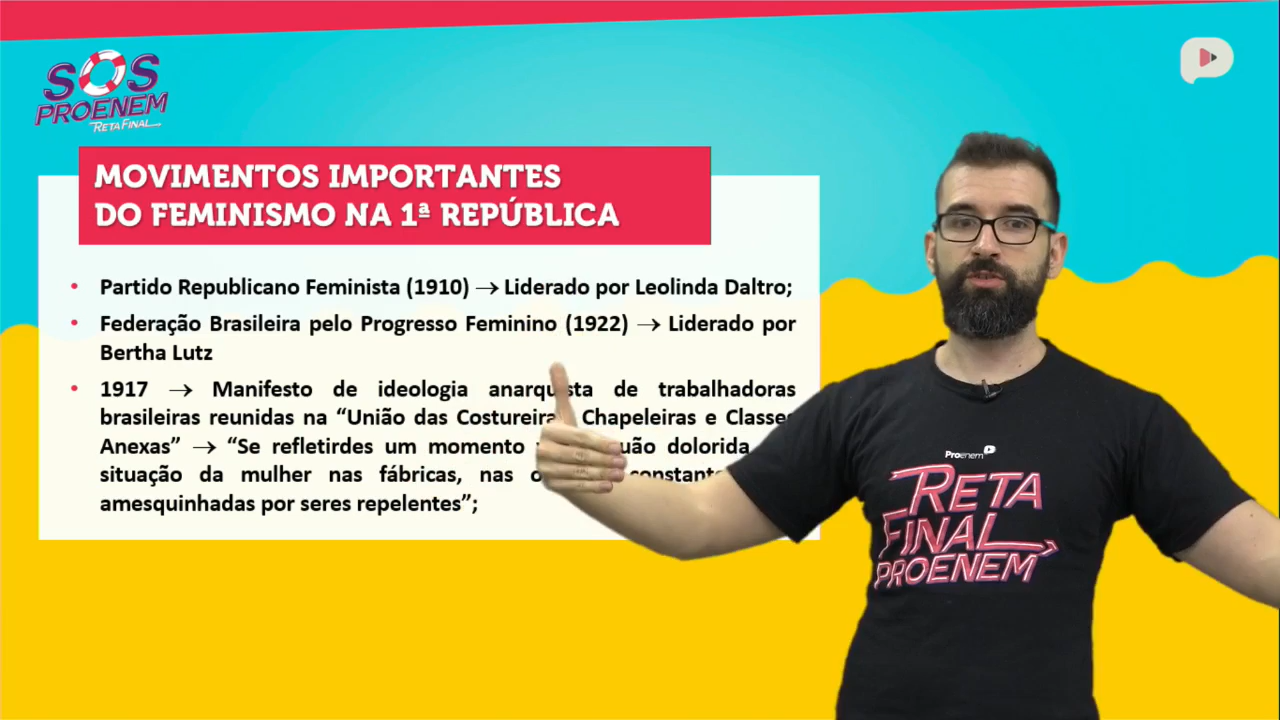 SOS
PROENEM
RETA FINAL
MOVIMENTOS IMPORTANTES
DO FEMINISMO NA 1ª REPÚBLICA
• Partido Republicano Feminista (1910) → Liderado por Leolinda Daltro;
• Federação Brasileira pelo Progresso Feminino (1922) → Liderado por
Bertha Lutz
• 1917 → Manifesto de ideologia anarquista de trabalhadoras
brasileiras reunidas na “União das Costureiras Chapeleiras e Classes
Anexas” → “Se refletirdes um momento dolorida
situação da mulher nas fábricas, nas
amesquinhadas por seres repelentes”;
Proenem
RETA
FINAL
PROENEM